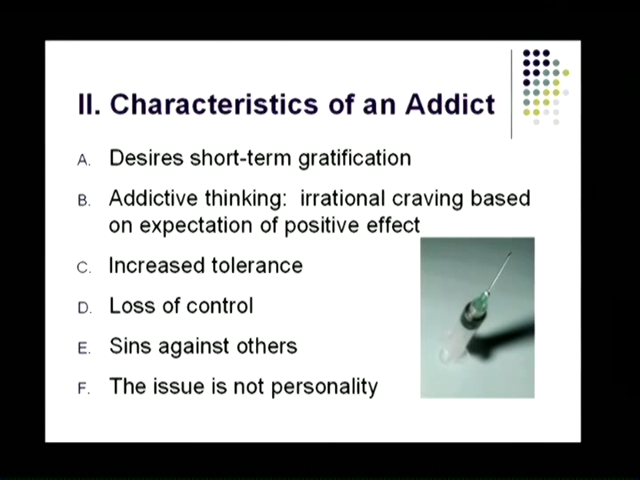 II. Characteristics of an Addict
A. Desires short-term gratification
B. Addictive thinking: irrational craving based
on expectation of positive effect
C. Increased tolerance
D. Loss of control
E. Sins against others
F. The issue is not personality